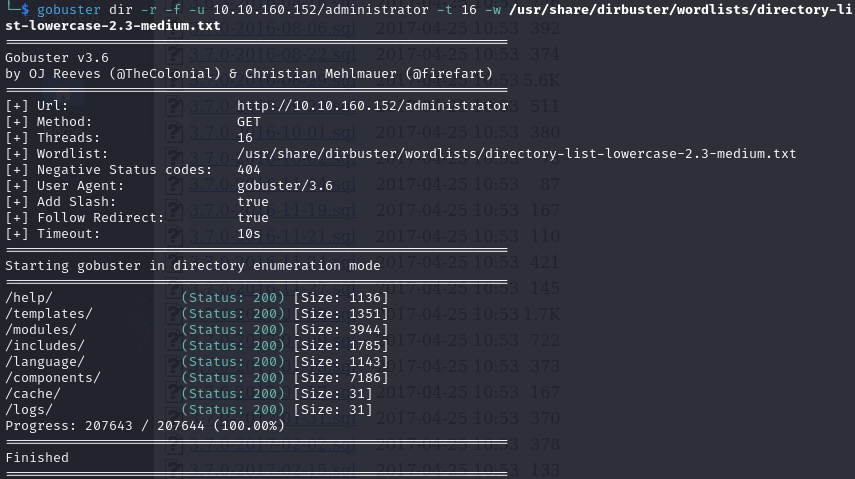 └─$ gobuster dir -r -f -u 10.10.160.152/administrator -t 16 -w /usr/share/dirbuster/wordlists/directory-li
st-lowercase-2.3-medium.txt
===============================================================
Gobuster v3.6
by OJ Reeves (@TheColonial) & Christian Mehlmauer (@firefart)
===============================================================
[+] Url:                     http://10.10.160.152/administrator
[+] Method:                  GET
[+] Threads:                 16
[+] Wordlist:                /usr/share/dirbuster/wordlists/directory-list-lowercase-2.3-medium.txt
[+] Negative Status codes:   404
[+] User Agent:              gobuster/3.6
[+] Add Slash:               true
[+] Follow Redirect:         true
[+] Timeout:                 10s
===============================================================
Starting gobuster in directory enumeration mode
===============================================================
/help/                (Status: 200) [Size: 1136]
/templates/           (Status: 200) [Size: 1351]
/modules/             (Status: 200) [Size: 3944]
/includes/            (Status: 200) [Size: 1785]
/language/            (Status: 200) [Size: 1143]
/components/          (Status: 200) [Size: 7186]
/cache/               (Status: 200) [Size: 31]
/logs/                (Status: 200) [Size: 31]
Progress: 207643 / 207644 (100.00%)
===============================================================
Finished
===============================================================